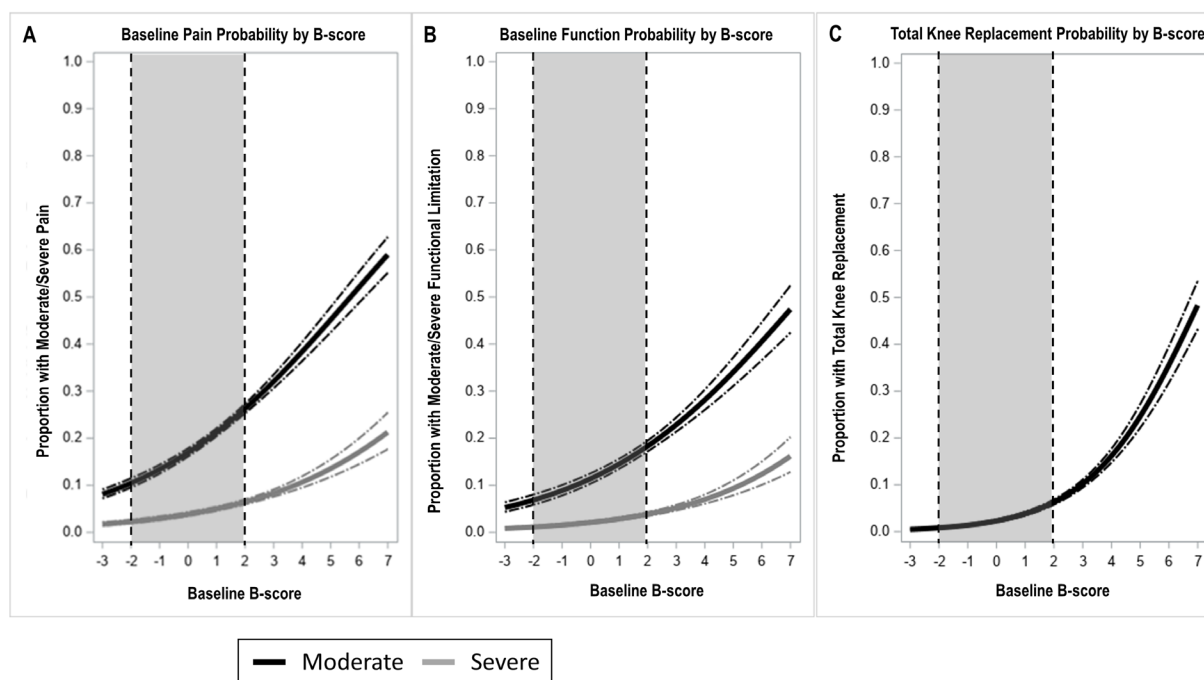 A
Baseline Pain Probability by B-score
Proportion with Moderate/Severe Pain
1.0
0.9
0.8
0.7
0.6
0.5
0.4
0.3
0.2
0.1
0.0
-3 -2 -1 0 1 2 3 4 5 6 7
Baseline B-score
B
Baseline Function Probability by B-score
Proportion with Moderate/Severe Functional Limitation
1.0
0.9
0.8
0.7
0.6
0.5
0.4
0.3
0.2
0.1
0.0
-3 -2 -1 0 1 2 3 4 5 6 7
Baseline B-score
C
Total Knee Replacement Probability by B-score
Proportion with Total Knee Replacement
1.0
0.9
0.8
0.7
0.6
0.5
0.4
0.3
0.2
0.1
0.0
-3 -2 -1 0 1 2 3 4 5 6 7
Baseline B-score
Moderate Severe